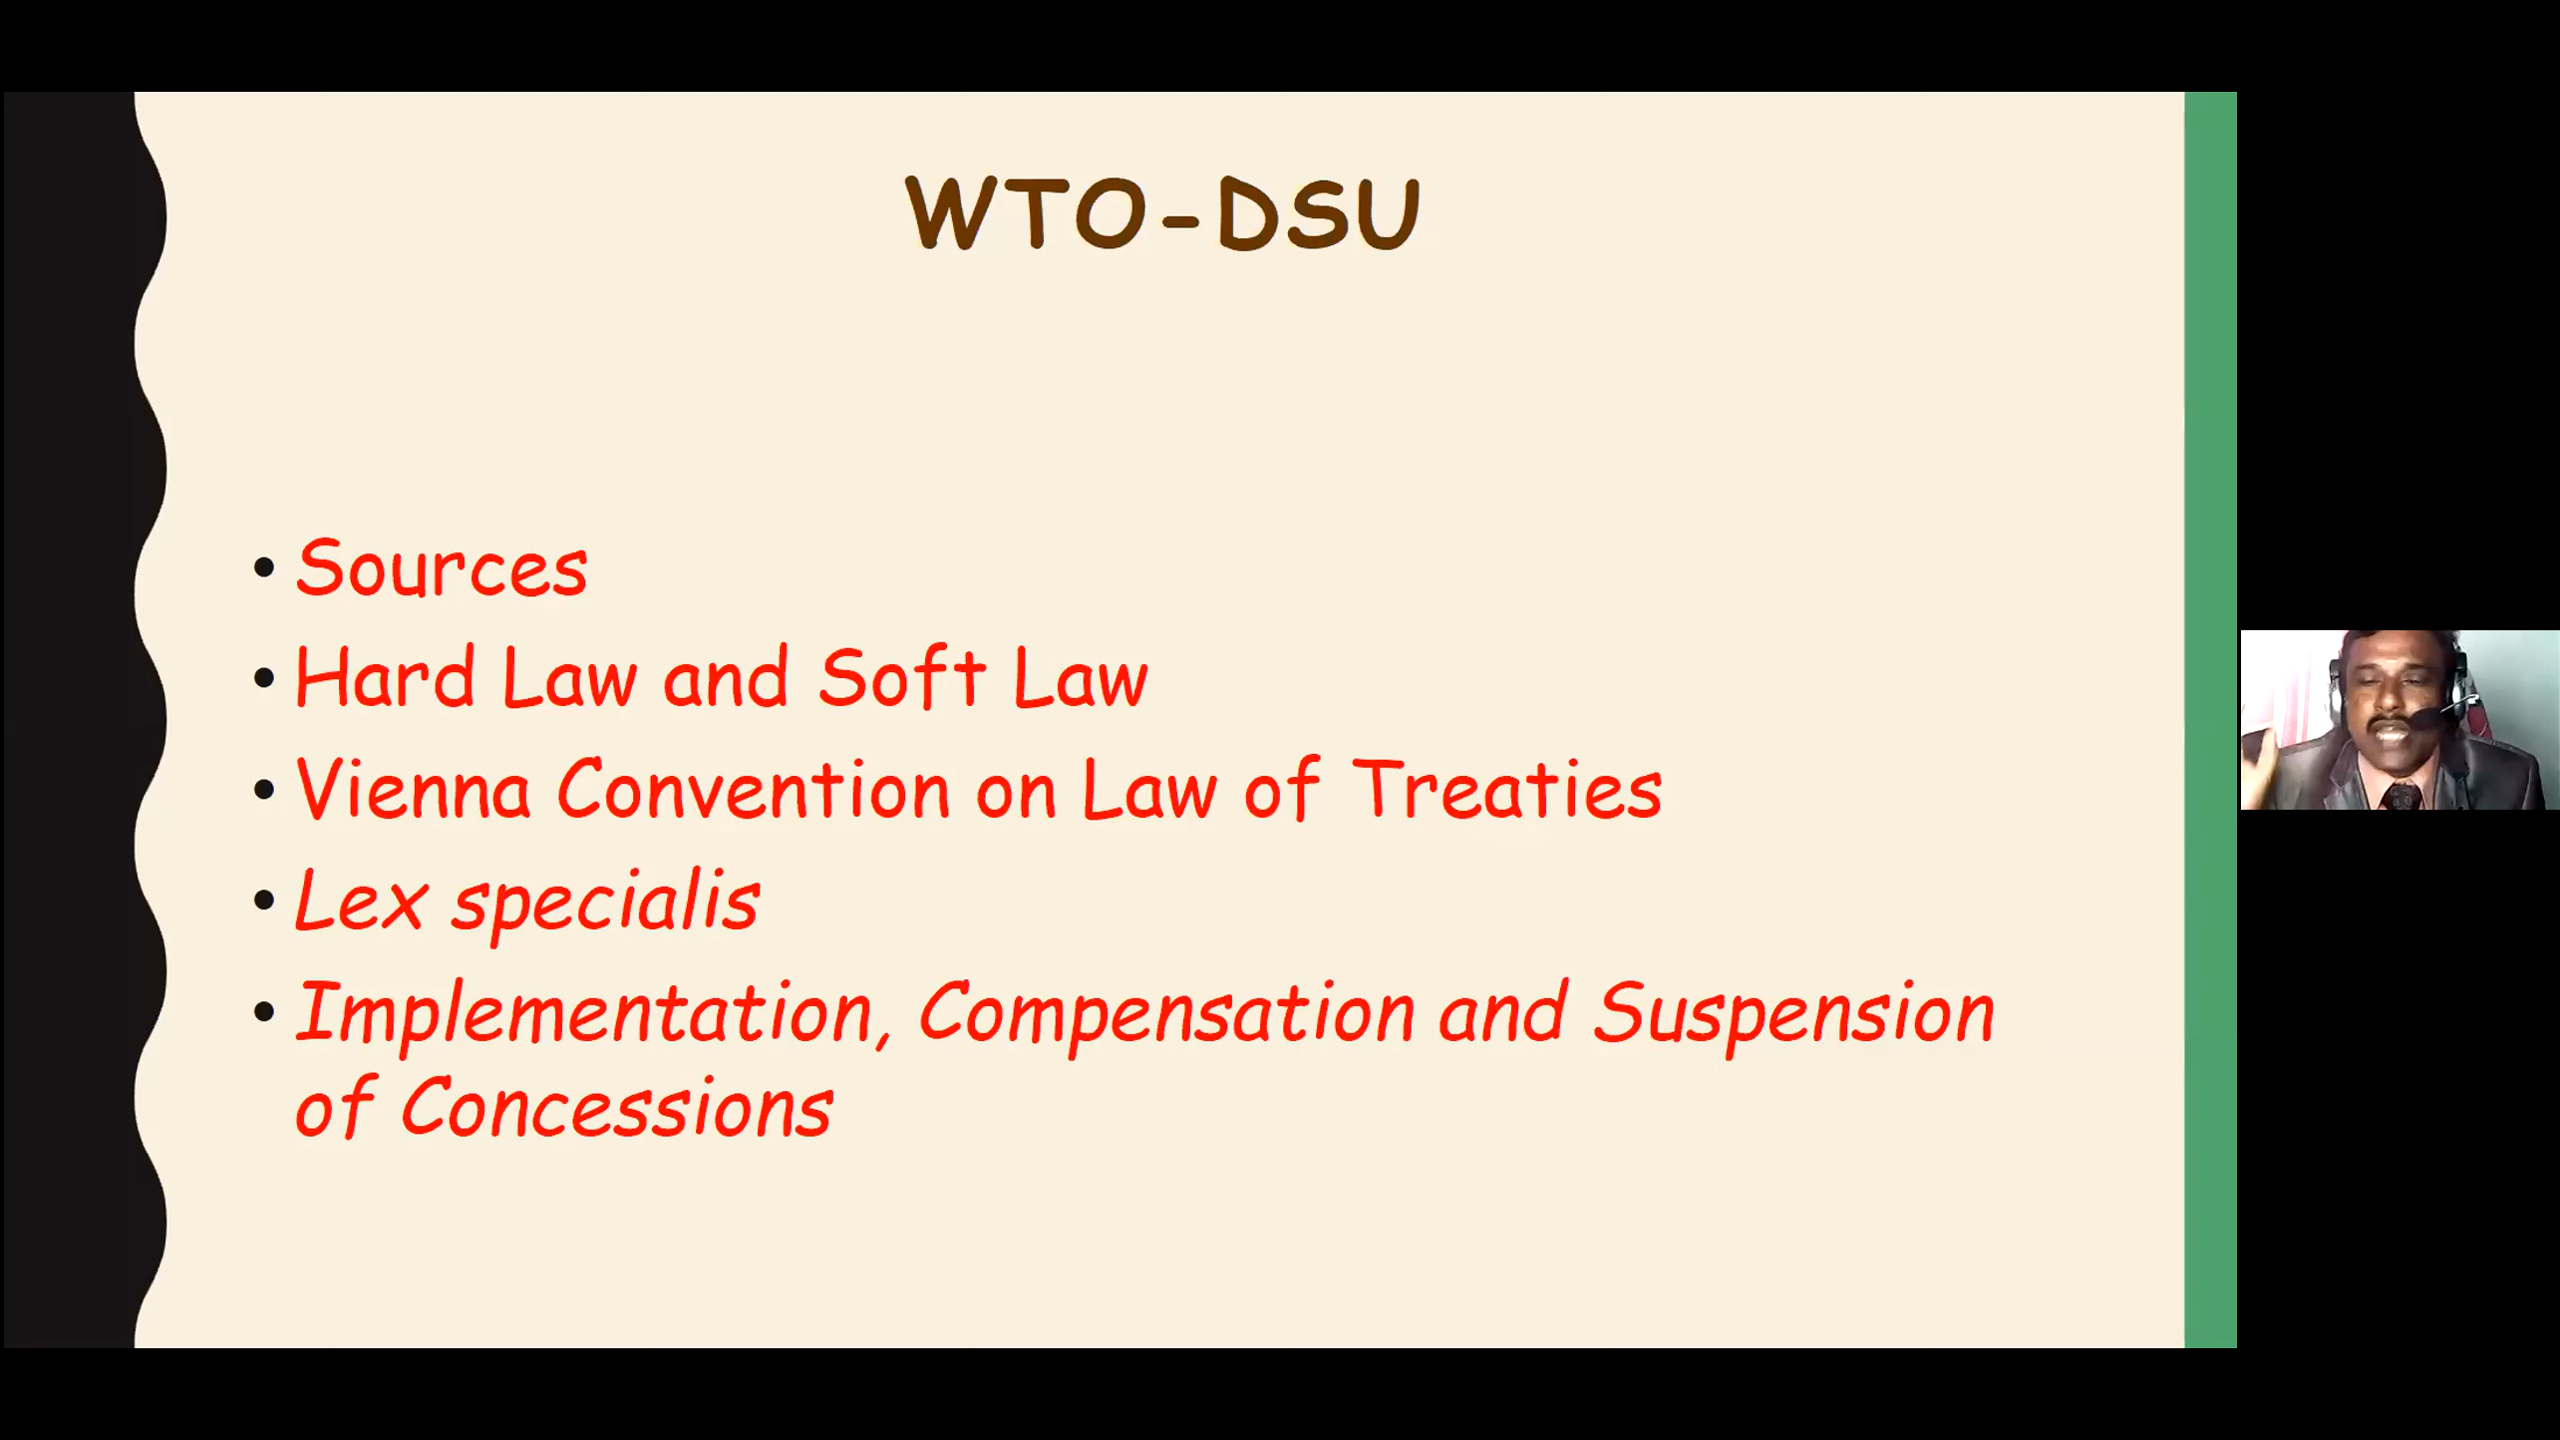 WTO-DSU
• Sources
• Hard Law and Soft Law
• Vienna Convention on Law of Treaties
• Lex specialis
• Implementation, Compensation and Suspension
of Concessions